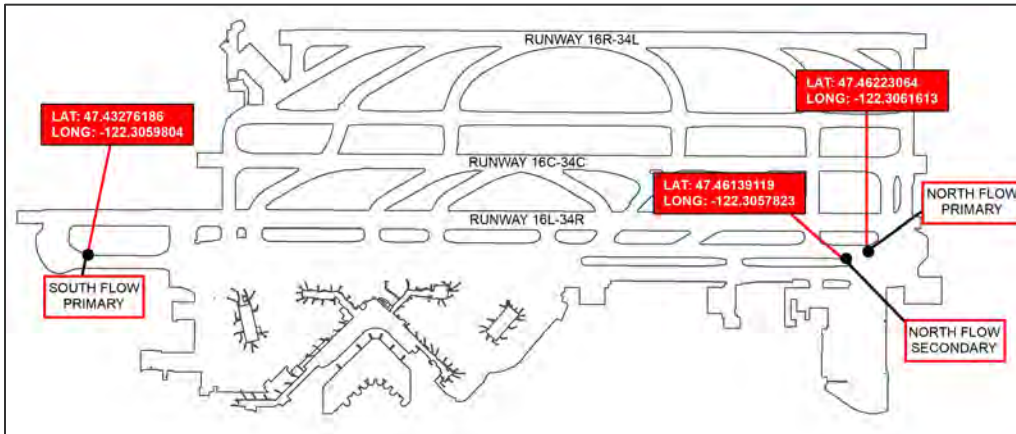 RUNWAY 16R-34L
LAT: 47.46223064
LONG: -122.3061613
LAT: 47.43276186
LONG: -122.3059804
RUNWAY 16C-34C
LAT: 47.46139119
LONG: -122.3057823
NORTH FLOW
PRIMARY
RUNWAY 16L-34R
SOUTH FLOW
PRIMARY
NORTH FLOW
SECONDARY